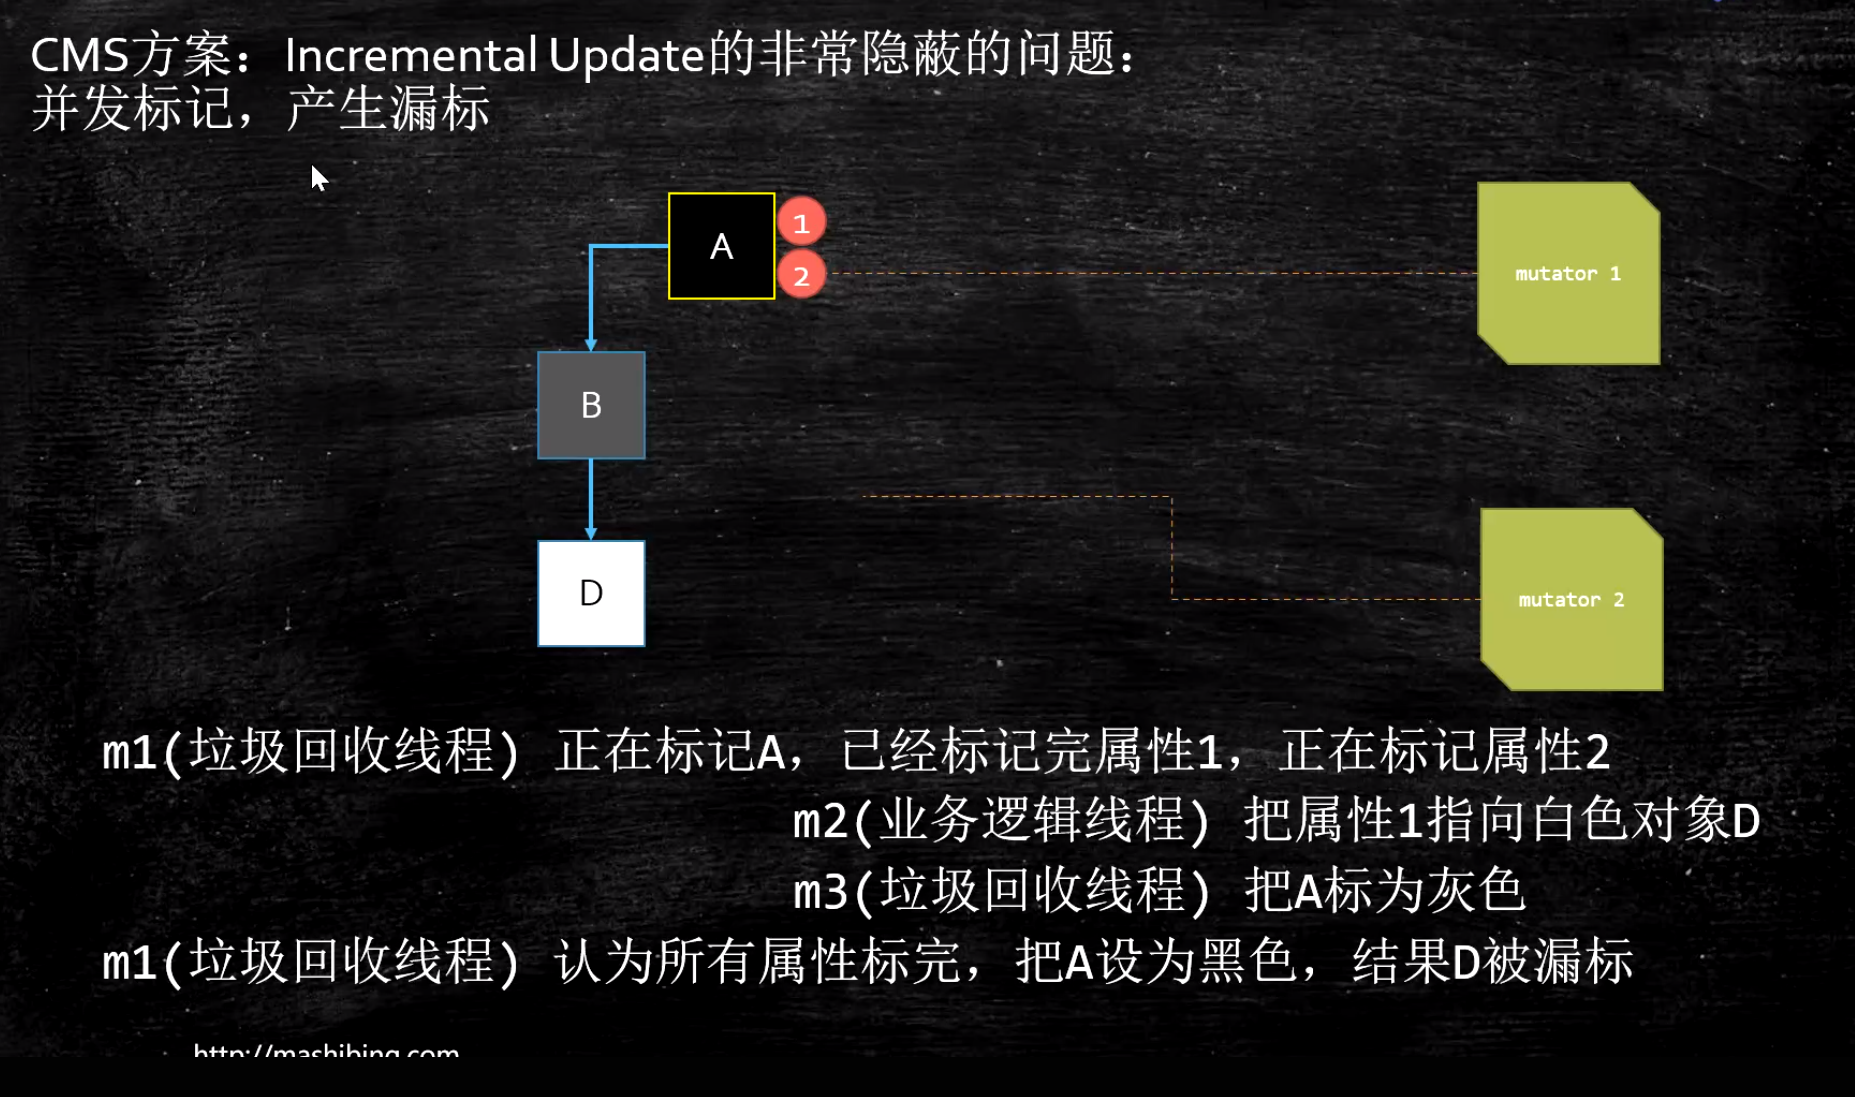 CMS方案：Incremental Update的非常隐蔽的问题：
并发标记，产生漏标
A
1
2
mutator 1
B
D
mutator 2
m1(垃圾回收线程) 正在标记A，已经标记完属性1，正在标记属性2
m2(业务逻辑线程) 把属性1指向白色对象D
m3(垃圾回收线程) 把A标为灰色
m1(垃圾回收线程) 认为所有属性标完，把A设为黑色，结果D被漏标
http://mashibing.com